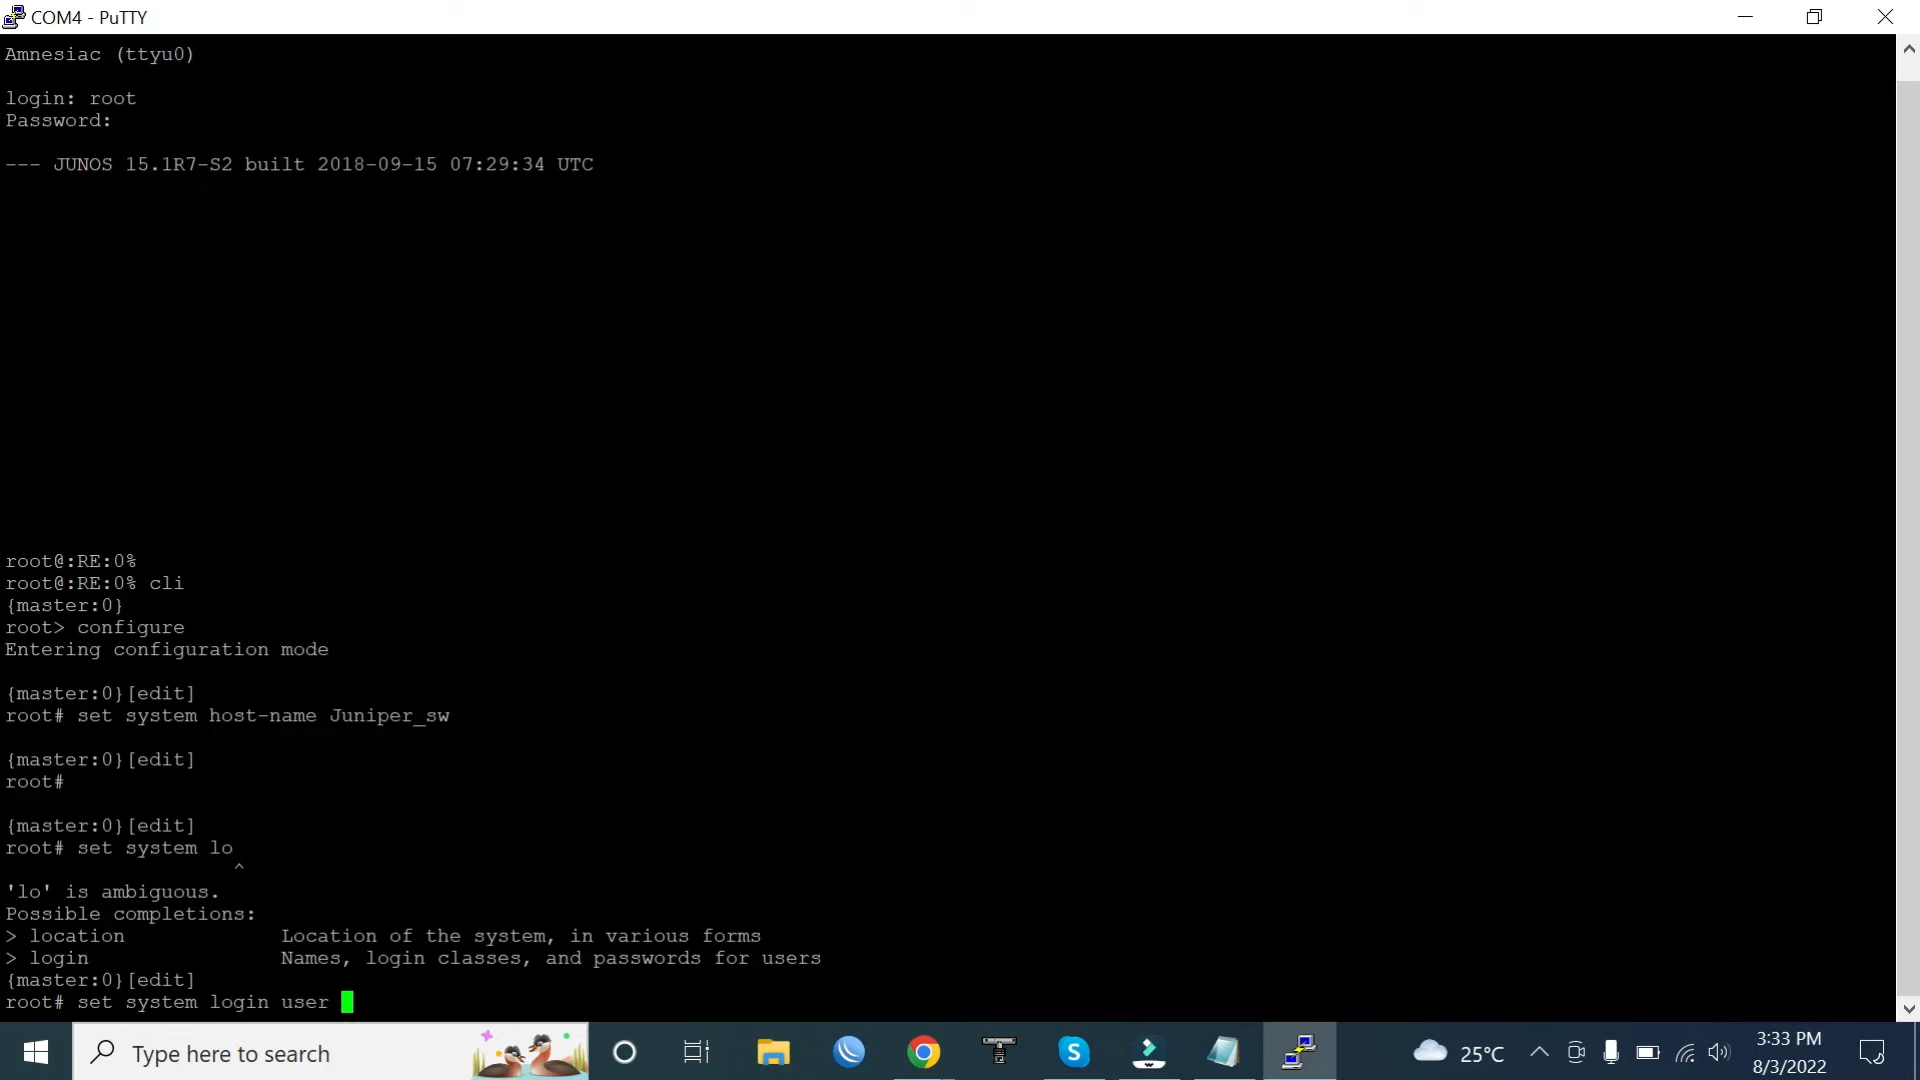 COM4 - PuTTY
Amnesiac (ttyu0)
login: root
Password:
--- JUNOS 15.1R7-S2 built 2018-09-15 07:29:34 UTC
root@:RE:0%
root@:RE:0% cli
{master:0}
root> configure
Entering configuration mode
{master:0}[edit]
root# set system host-name Juniper_sw
{master:0}[edit]
root#
{master:0}[edit]
root# set system lo
^
'lo' is ambiguous.
Possible completions:
> location Location of the system, in various forms
> login Names, login classes, and passwords for users
{master:0}[edit]
root# set system login user
Type here to search
S
25°C
3:33 PM
8/3/2022